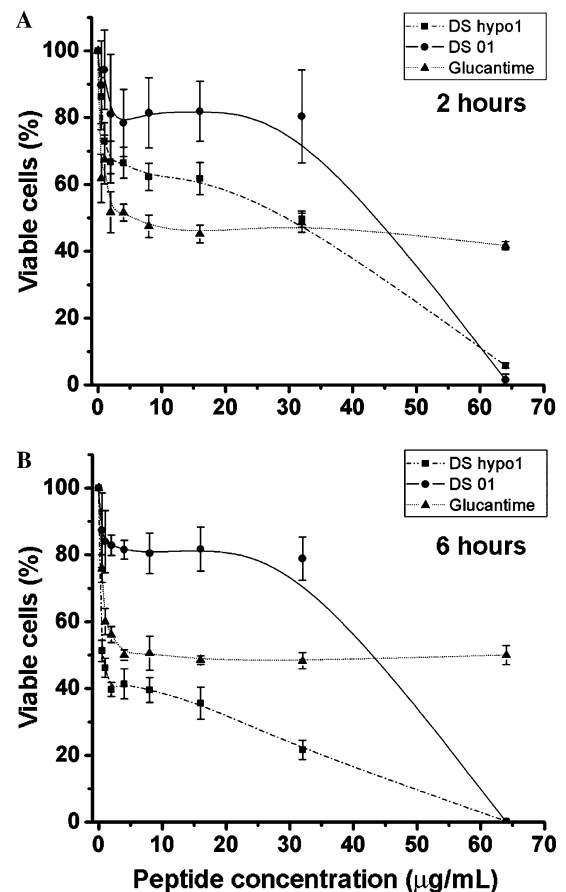 A
DS hypo1
DS 01
Glucantime
2 hours
Viable cells (%)
100
80
60
40
20
0
0 10 20 30 40 50 60 70
B
DS hypo1
DS 01
Glucantime
6 hours
Viable cells (%)
100
80
60
40
20
0
0 10 20 30 40 50 60 70
Peptide concentration (μg/mL)